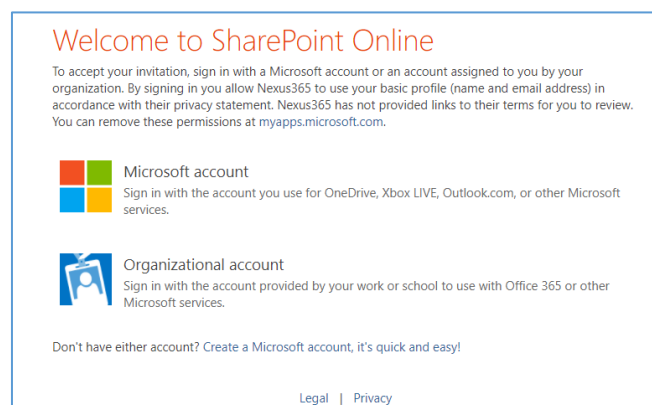 Welcome to SharePoint Online
To accept your invitation, sign in with a Microsoft account or an account assigned to you by your
organization. By signing in you allow Nexus365 to use your basic profile (name and email address) in
accordance with their privacy statement. Nexus365 has not provided links to their terms for you to review.
You can remove these permissions at myapps.microsoft.com.
Microsoft account
Sign in with the account you use for OneDrive, Xbox LIVE, Outlook.com, or other Microsoft
services.
Organizational account
Sign in with the account provided by your work or school to use with Office 365 or other
Microsoft services.
Don't have either account? Create a Microsoft account, it's quick and easy!
Legal | Privacy